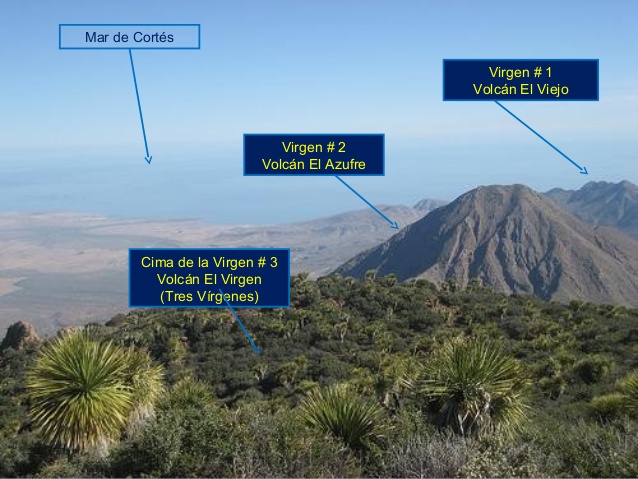 Mar de Cortés
Virgen # 1
Volcán El Viejo
Virgen # 2
Volcán El Azufre
Cima de la Virgen # 3
Volcán El Virgen
(Tres Vírgenes)